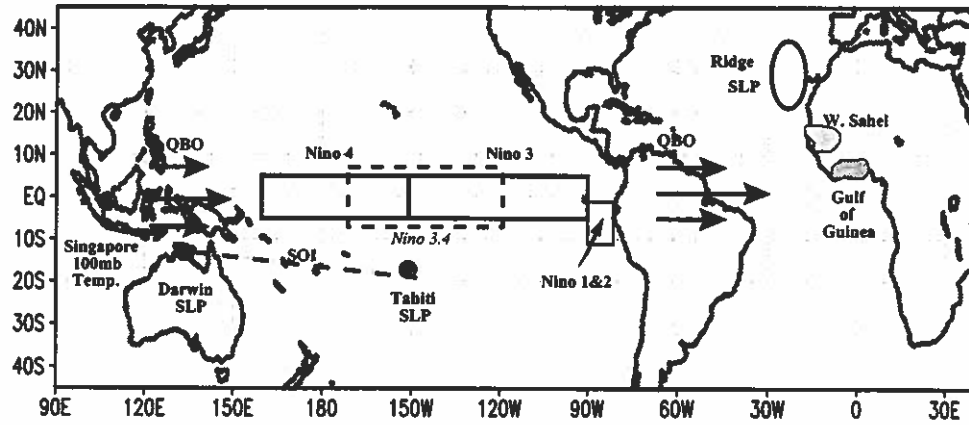 45N
40N
30N
20N
10N
EQ
10S
20S
30S
40S
90E
120E
150E
180
150W
120W
90W
60W
30W
0
30E
QBO
Nino 4
Nino 3
Nino 3.4
SOI
Singapore
100mb
Temp.
Darwin
SLP
Tahiti
SLP
Nino 1&2
QBO
Ridge
SLP
W. Sahel
Gulf
of
Guinea